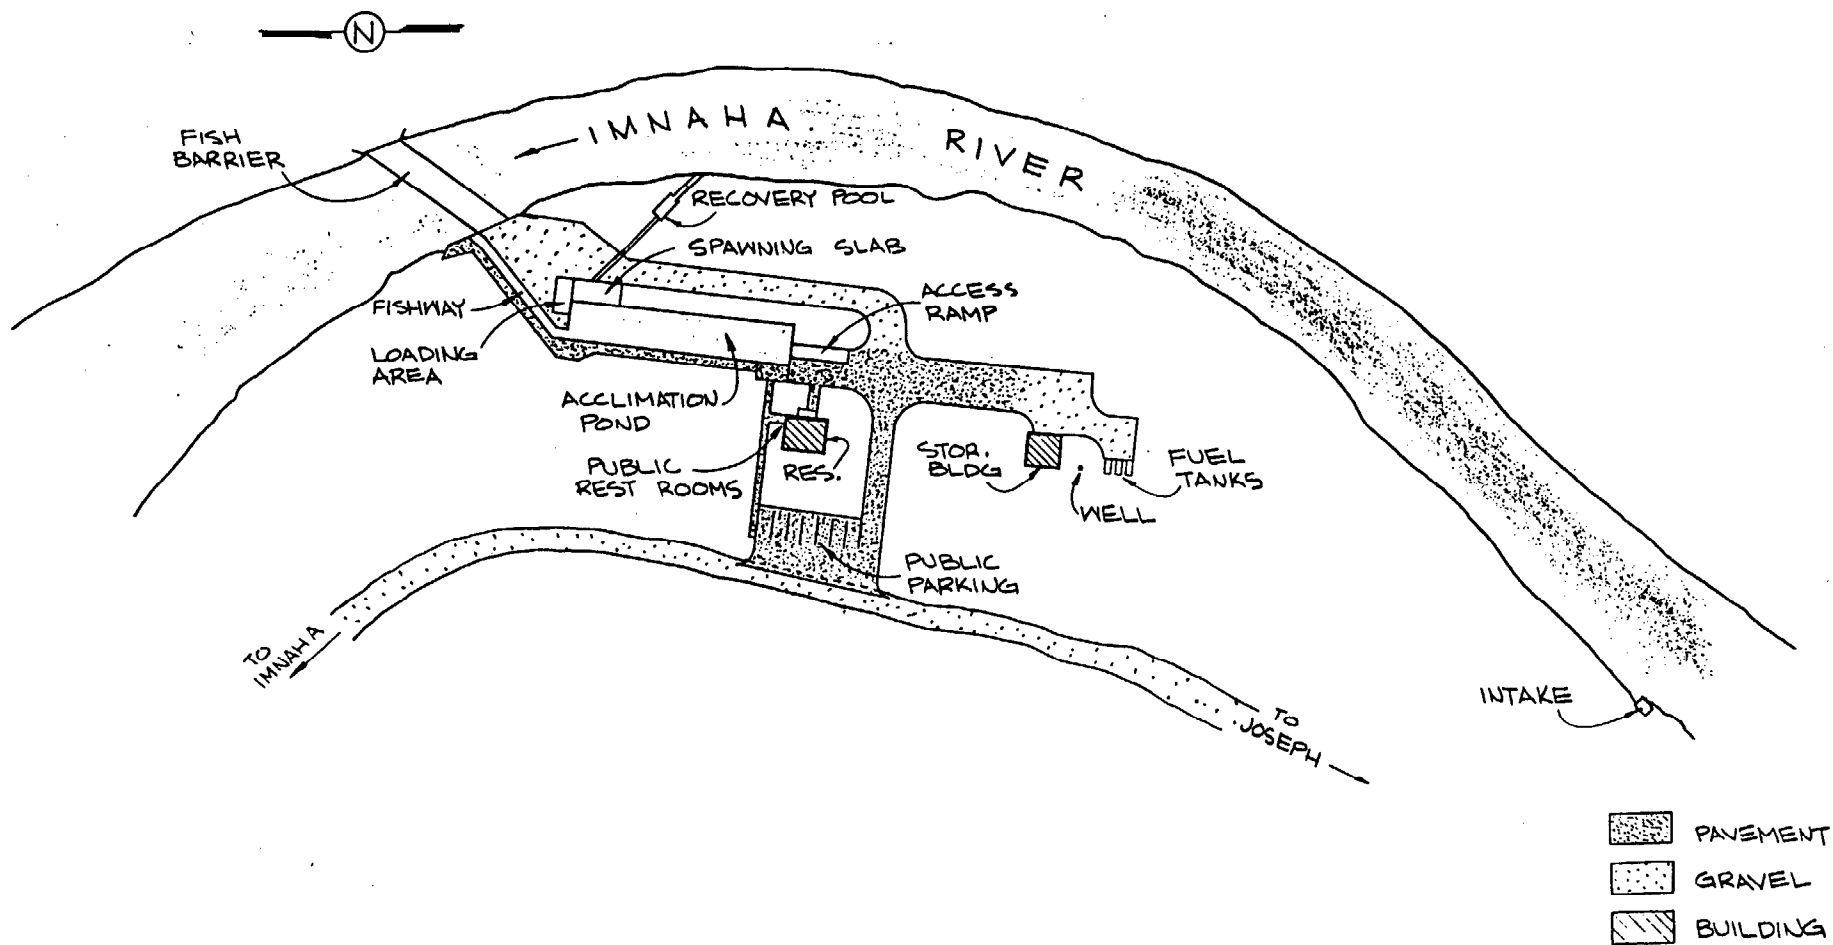 N
IMNAHA RIVER
FISH
BARRIER
RECOVERY POOL
SPAWNING SLAB
FISHWAY
ACCESS
RAMP
LOADING
AREA
ACCLIMATION
POND
PUBLIC
REST ROOMS
RES.
STOR.
BLDG
FUEL
TANKS
WELL
PUBLIC
PARKING
TO
IMNAHA
TO
JOSEPH
INTAKE
PAVEMENT
GRAVEL
BUILDING